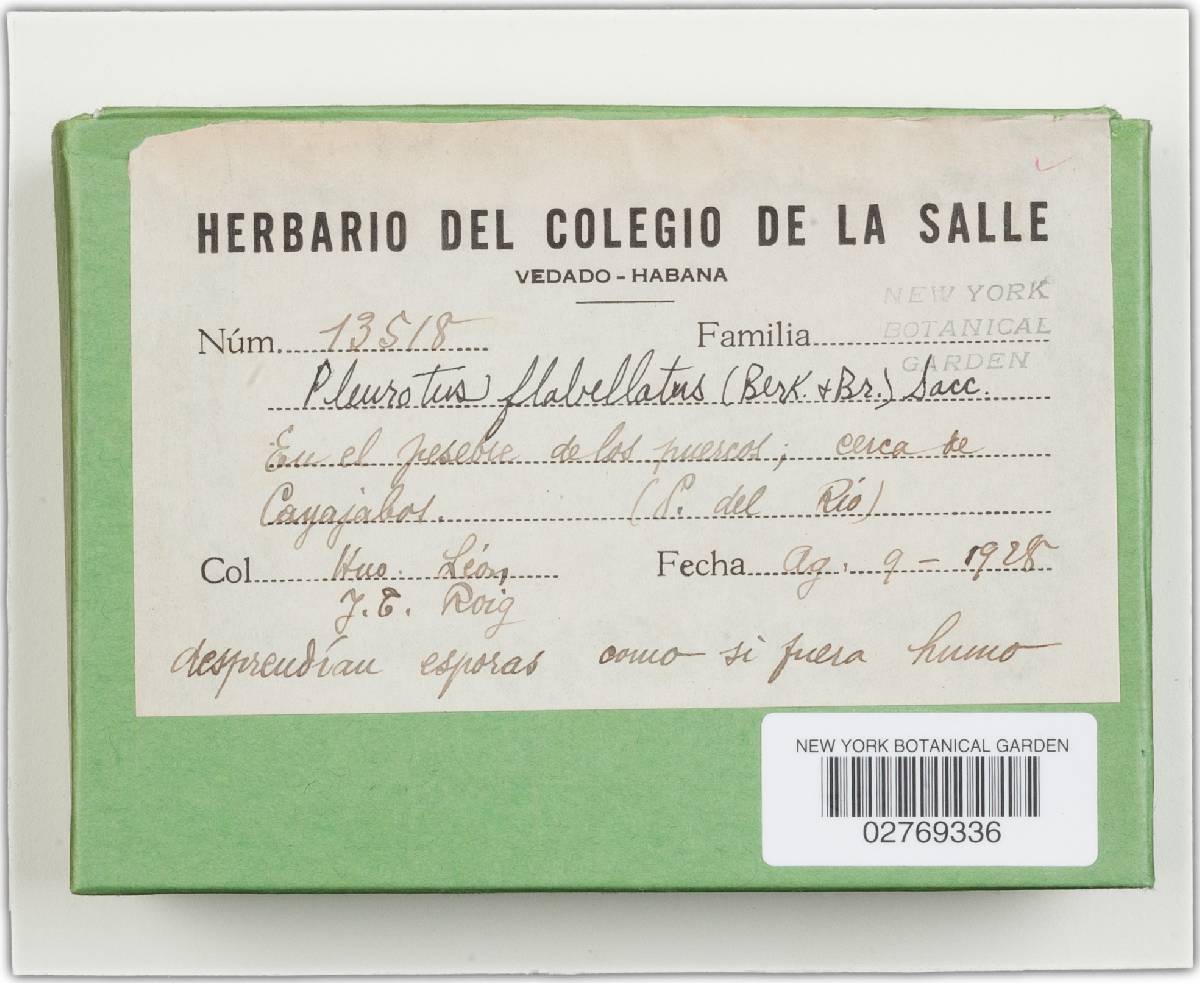 HERBARIO DEL COLEGIO DE LA SALLE
VEDADO - HABANA
NEW YORK BOTANICAL GARDEN
Núm. 13518 Familia
Pleurotus flabellatus (Berk. & Br.) Sacc.
En el pesebre de los puercos; cerca de
Cayajabos. (P. del Río)
Col. Hno. León, Fecha Ag. 9 - 1928
J. T. Roig
desprendían esporas como si fuera humo
NEW YORK BOTANICAL GARDEN
02769336